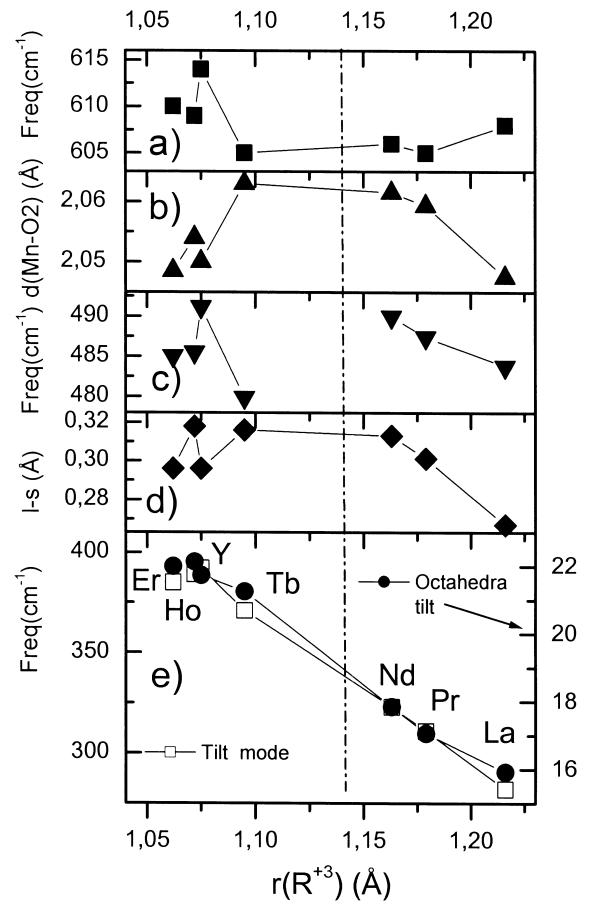 1,05 1,10 1,15 1,20
615
610
605
Freq(cm⁻¹)
a)
2,06
2,05
d(Mn-O2) (Å)
b)
490
485
480
Freq(cm⁻¹)
c)
0,32
0,30
0,28
l-s (Å)
d)
400
350
300
Freq(cm⁻¹)
Er
Ho
Y
Tb
Octahedra
tilt
Nd
Pr
La
e)
Tilt mode
22
20
18
16
1,05 1,10 1,15 1,20
r(R⁺³) (Å)